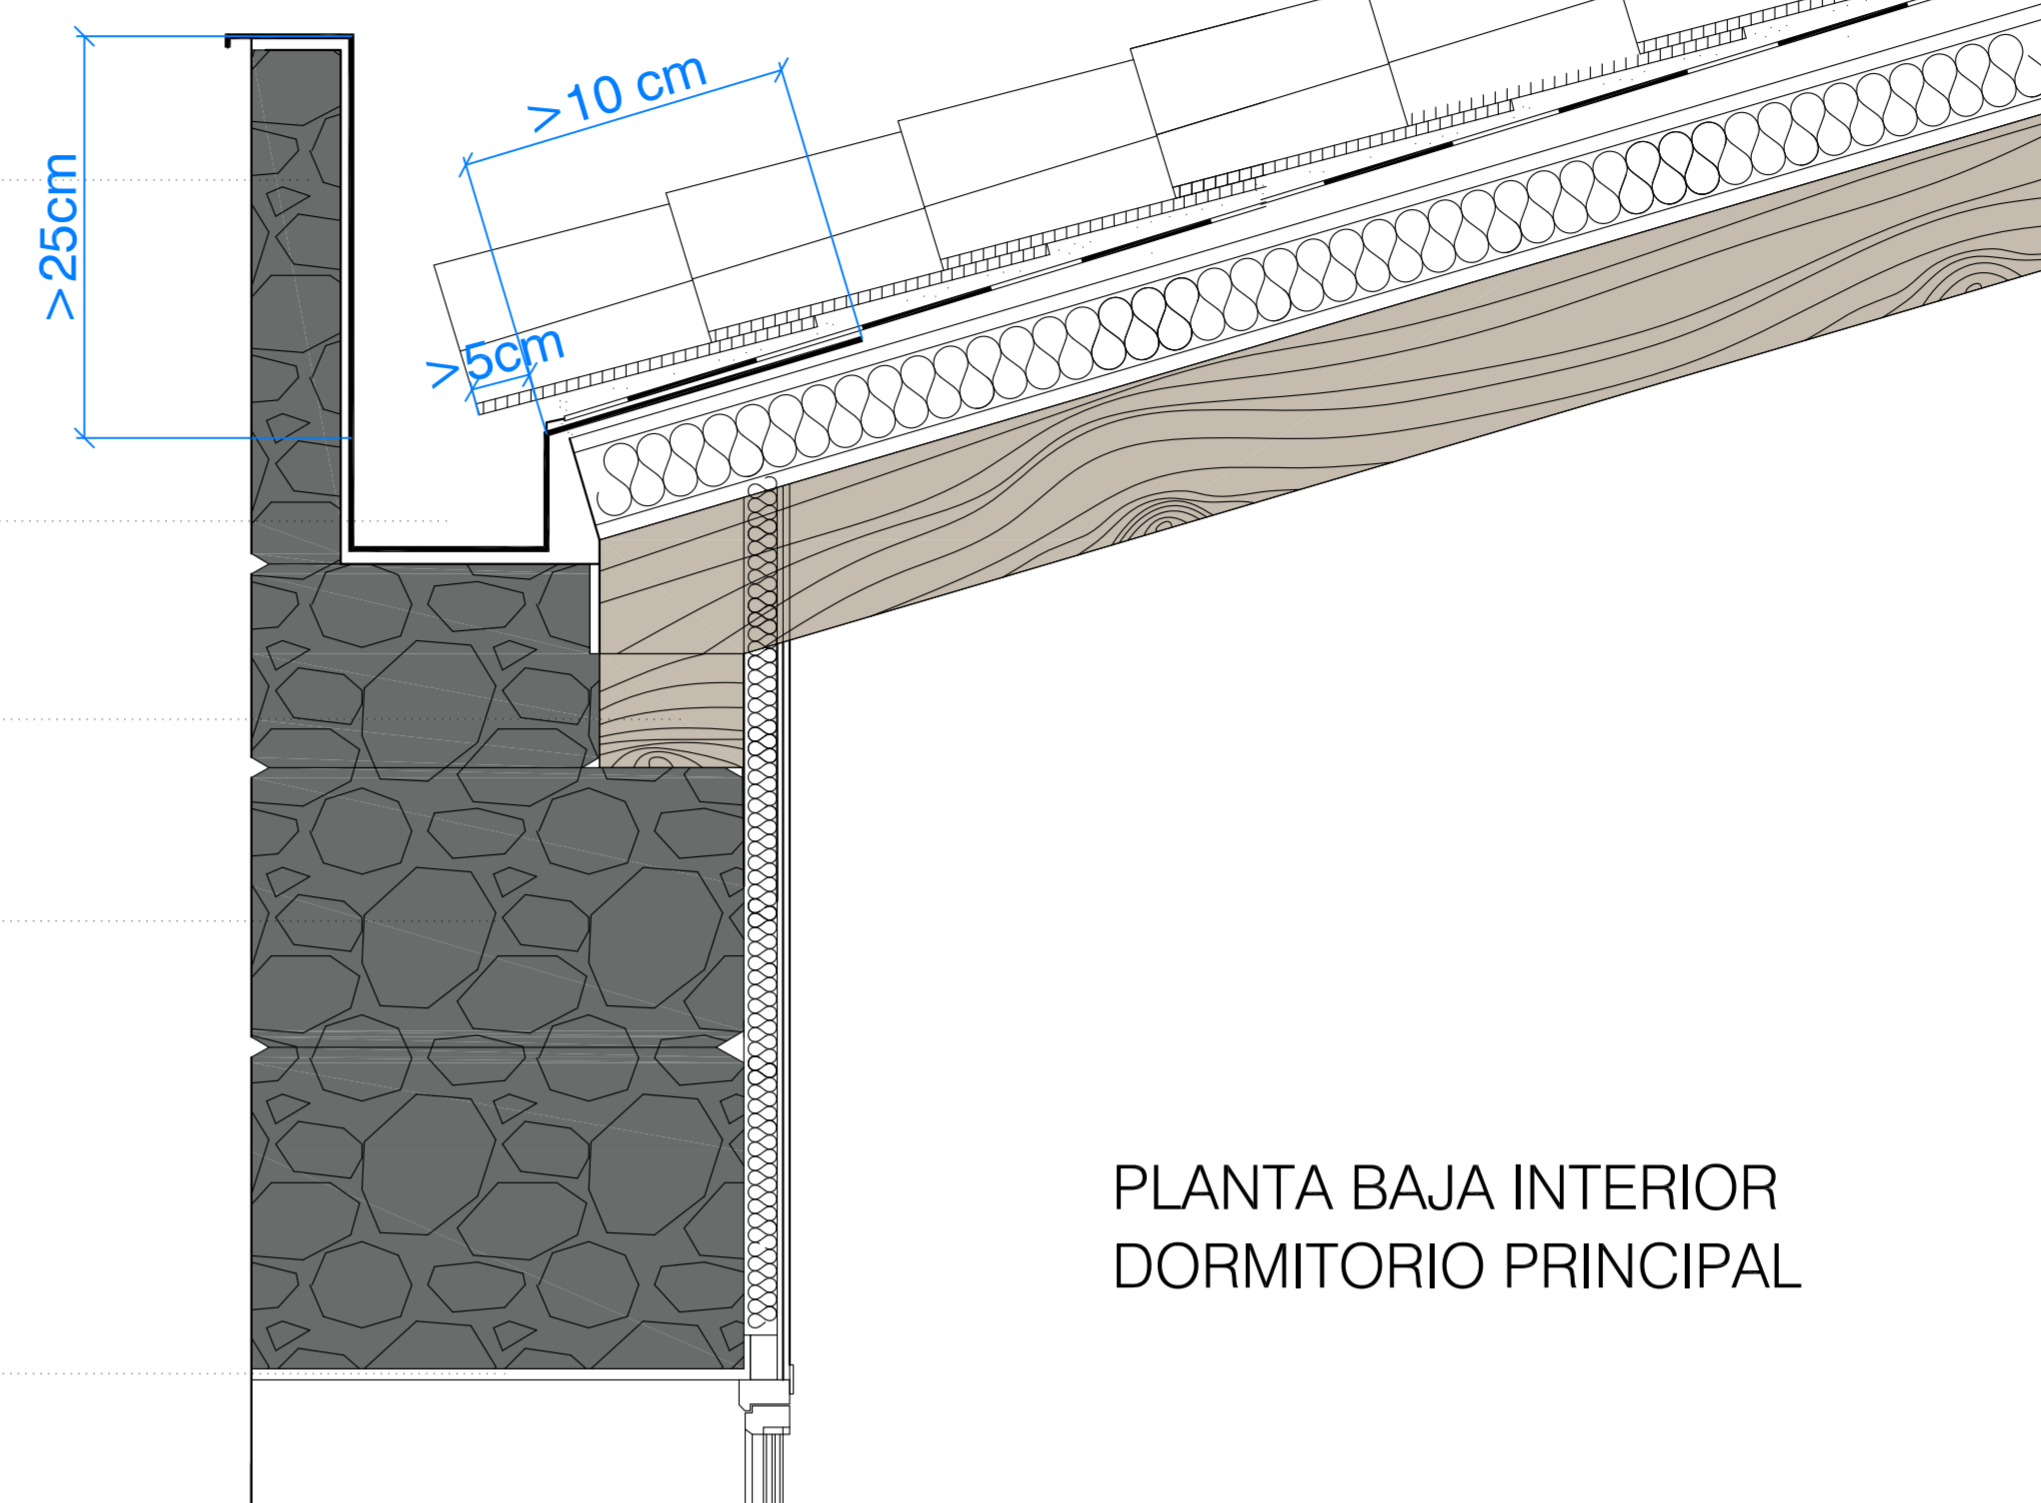 >10 cm
>25cm
>5cm
PLANTA BAJA INTERIOR
DORMITORIO PRINCIPAL